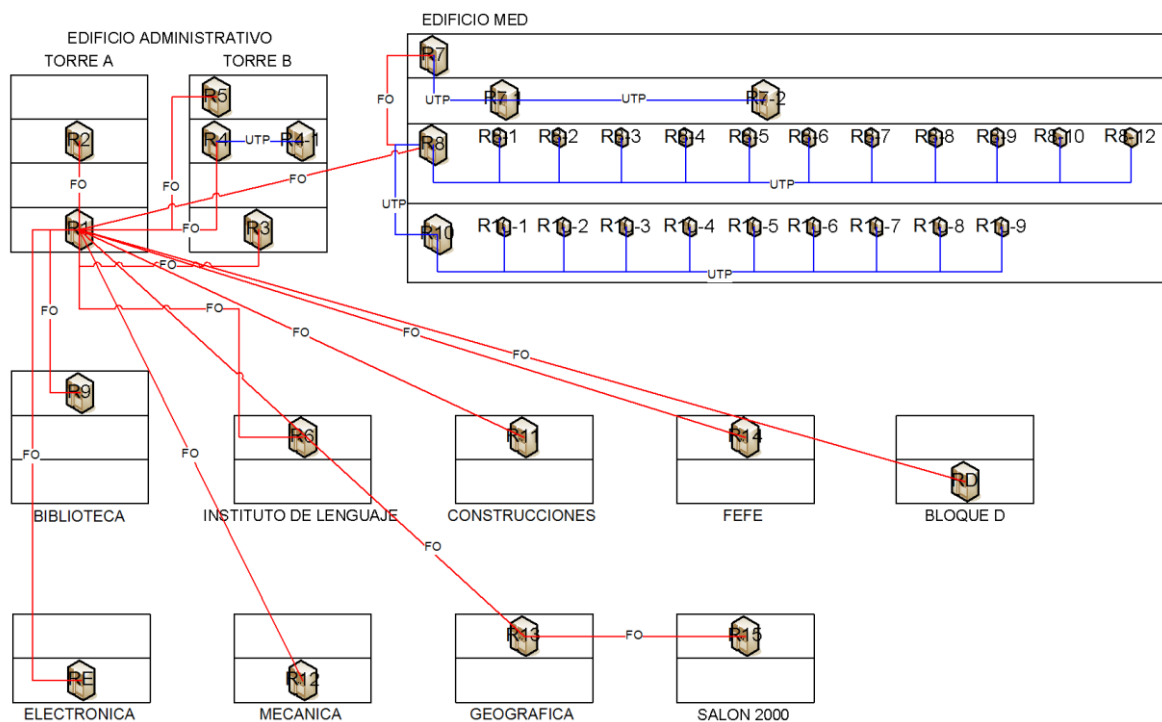 EDIFICIO MED
EDIFICIO ADMINISTRATIVO
TORRE A
TORRE B
R7
R5
FO
UTP
R7-1
R7-2
R2
R4
UTP
R4-1
R8
R8-1
R8-2
R8-3
R8-4
R8-5
R8-6
R8-7
R8-8
R8-9
R8-10
R8-12
FO
FO
FO
UTP
UTP
R1
FO
R3
R10
R10-1
R10-2
R10-3
R10-4
R10-5
R10-6
R10-7
R10-8
R10-9
FO
UTP
FO
FO
FO
FO
FO
FO
R9
R6
R11
R14
FO
FO
RD
BIBLIOTECA
INSTITUTO DE LENGUAJE
CONSTRUCCIONES
FEFE
BLOQUE D
FO
R13
FO
R15
RE
R12
ELECTRONICA
MECANICA
GEOGRAFICA
SALON 2000